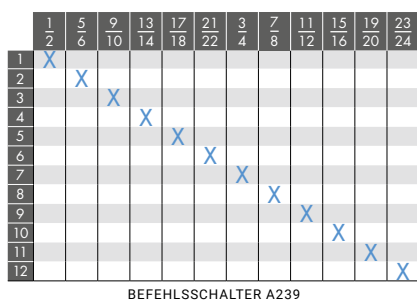 1 5 9 13 17 21 3 7 11 15 19 23
2 6 10 14 18 22 4 8 12 16 20 24
1 X
2 X
3 X
4 X
5 X
6 X
7 X
8 X
9 X
10 X
11 X
12 X
BEFEHLSSCHALTER A239